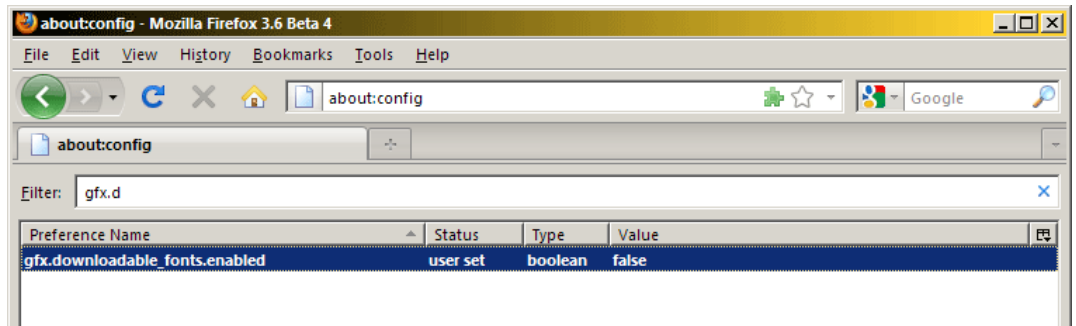 about:config - Mozilla Firefox 3.6 Beta 4
File Edit View History Bookmarks Tools Help
about:config Google
about:config
Filter: gfx.d
Preference Name Status Type Value
gfx.downloadable_fonts.enabled user set boolean false